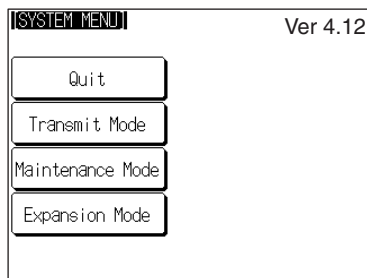 [SYSTEM MENU]
Ver 4.12
Quit
Transmit Mode
Maintenance Mode
Expansion Mode